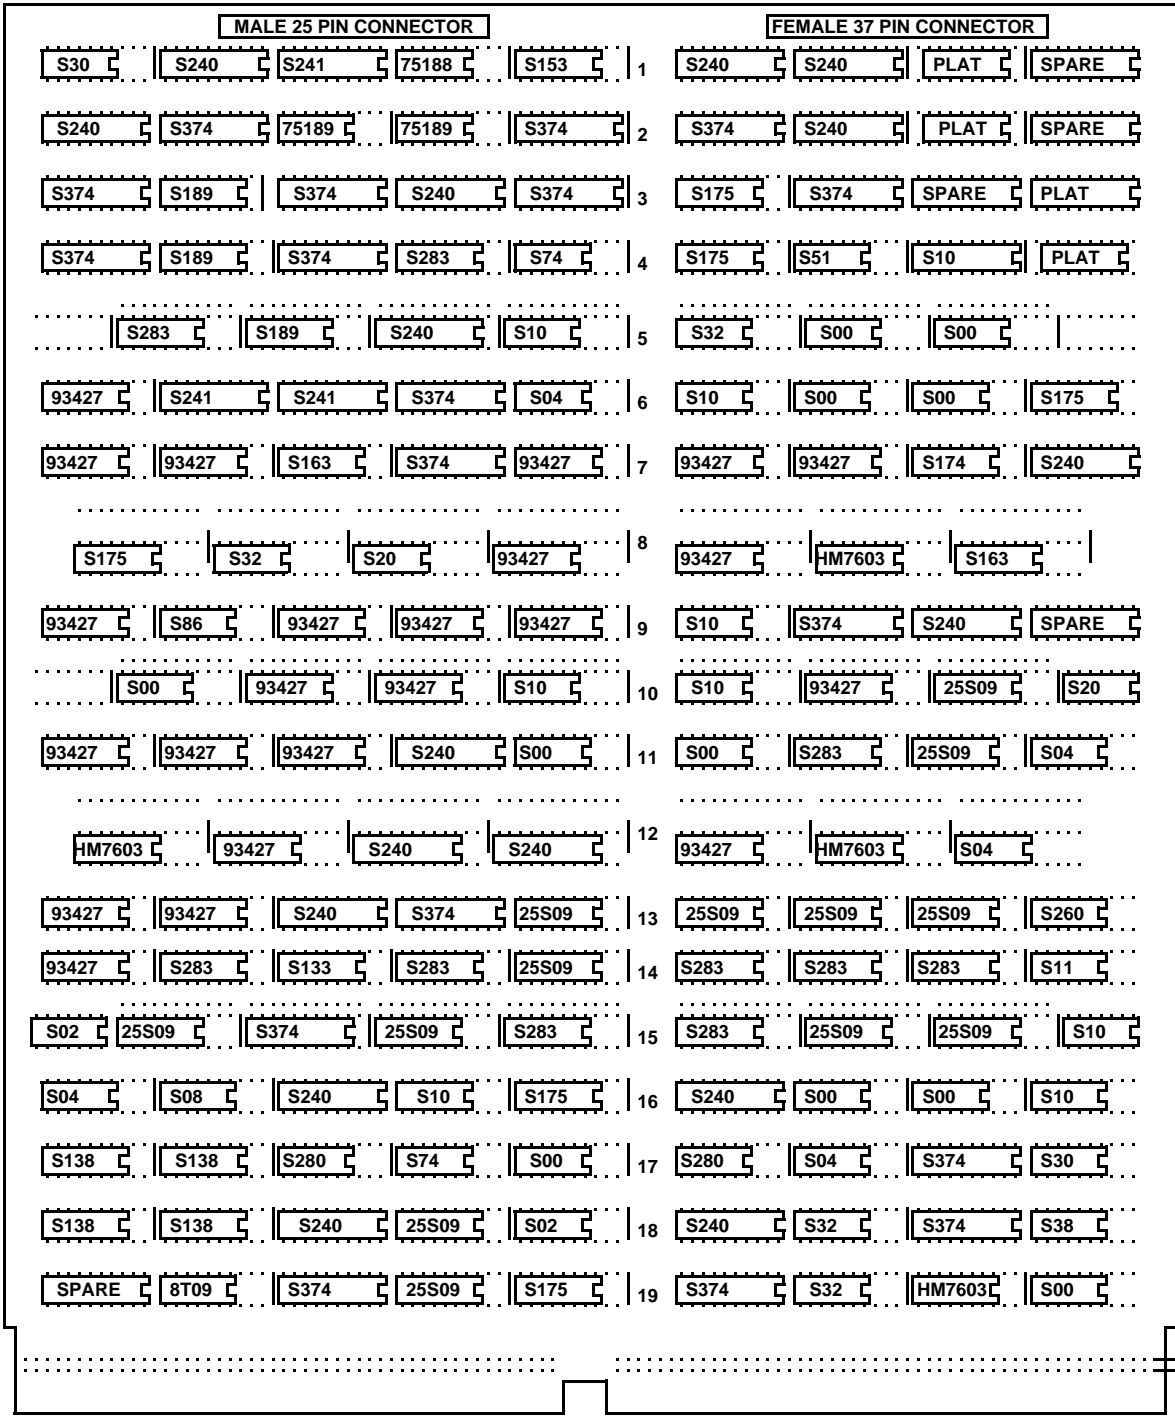 MALE 25 PIN CONNECTOR FEMALE 37 PIN CONNECTOR
S30 S240 S241 75188 S153 1 S240 S240 PLAT SPARE
S240 S374 75189 75189 S374 2 S374 S240 PLAT SPARE
S374 S189 S374 S240 S374 3 S175 S374 SPARE PLAT
S374 S189 S374 S283 S74 4 S175 S51 S10 PLAT
S283 S189 S240 S10 5 S32 S00 S00
93427 S241 S241 S374 S04 6 S10 S00 S00 S175
93427 93427 S163 S374 93427 7 93427 93427 S174 S240
S175 S32 S20 93427 8 93427 HM7603 S163
93427 S86 93427 93427 93427 9 S10 S374 S240 SPARE
S00 93427 93427 S10 10 S10 93427 25S09 S20
93427 93427 93427 S240 S00 11 S00 S283 25S09 S04
HM7603 93427 S240 S240 12 93427 HM7603 S04
93427 93427 S240 S374 25S09 13 25S09 25S09 25S09 S260
93427 S283 S133 S283 25S09 14 S283 S283 S283 S11
S02 25S09 S374 25S09 S283 15 S283 25S09 25S09 S10
S04 S08 S240 S10 S175 16 S240 S00 S00 S10
S138 S138 S280 S74 S00 17 S280 S04 S374 S30
S138 S138 S240 25S09 S02 18 S240 S32 S374 S38
SPARE 8T09 S374 25S09 S175 19 S374 S32 HM7603 S00